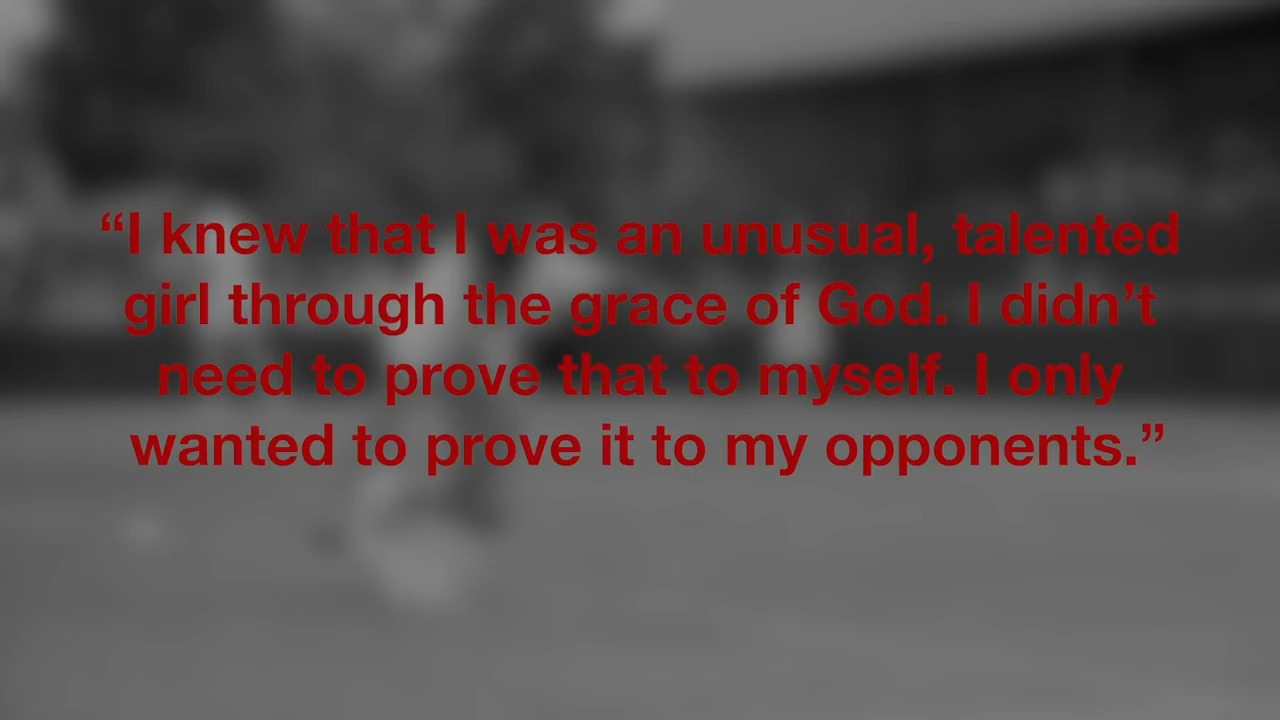 “I knew that I was an unusual, talented
girl through the grace of God. I didn’t
need to prove that to myself. I only
wanted to prove it to my opponents.”